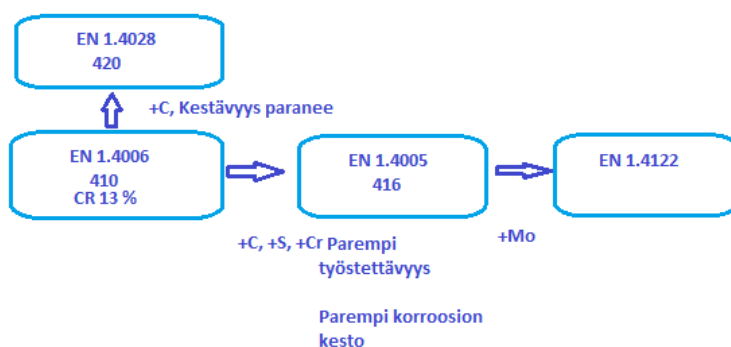 EN 1.4028
420
+C, Kestävyys paranee
EN 1.4006
410
CR 13 %
EN 1.4005
416
EN 1.4122
+C, +S, +Cr Parempi
työstettävyys
+Mo
Parempi korroosion
kesto